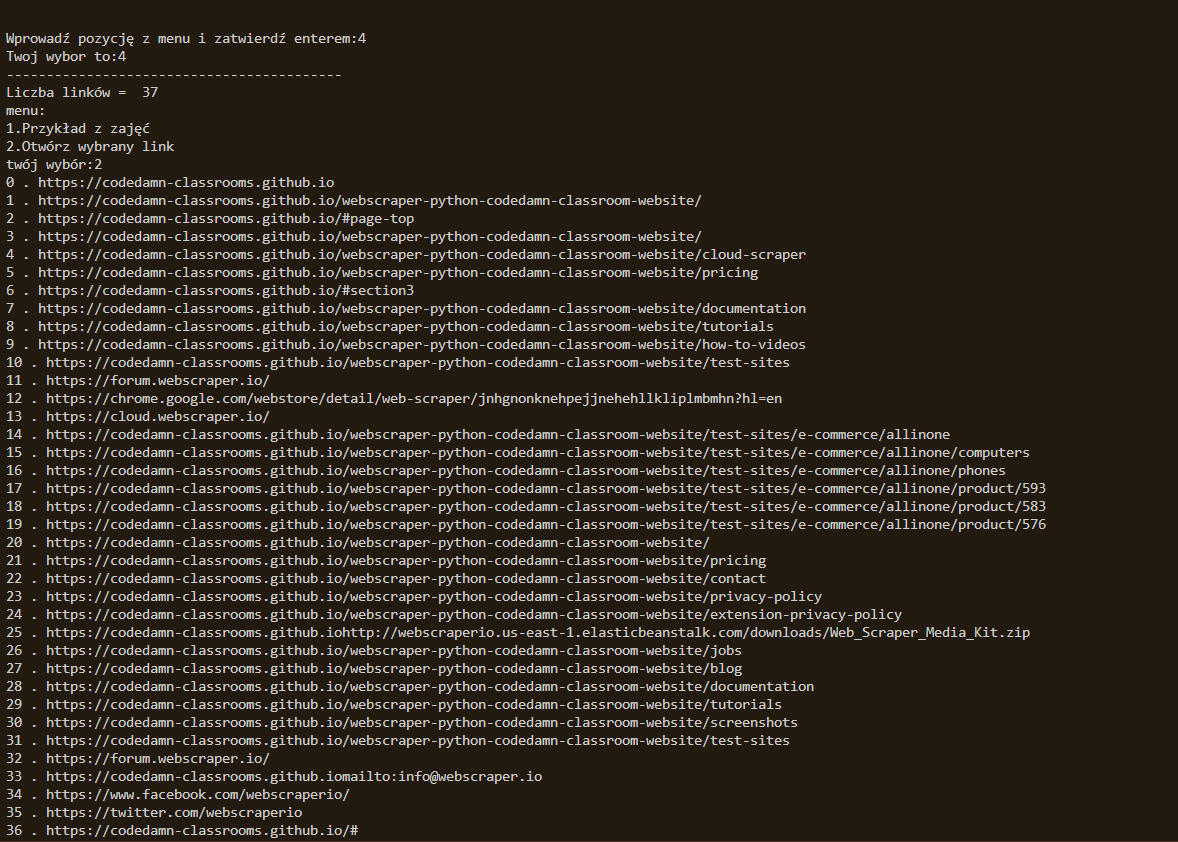 Wprowadź pozycję z menu i zatwierdź enterem:4
Twoj wybor to:4
------------------------------------------
Liczba linków =  37
menu:
1.Przykład z zajęć
2.Otwórz wybrany link
twój wybór:2
0 . https://codedamn-classrooms.github.io
1 . https://codedamn-classrooms.github.io/webscraper-python-codedamn-classroom-website/
2 . https://codedamn-classrooms.github.io/#page-top
3 . https://codedamn-classrooms.github.io/webscraper-python-codedamn-classroom-website/
4 . https://codedamn-classrooms.github.io/webscraper-python-codedamn-classroom-website/cloud-scraper
5 . https://codedamn-classrooms.github.io/webscraper-python-codedamn-classroom-website/pricing
6 . https://codedamn-classrooms.github.io/#section3
7 . https://codedamn-classrooms.github.io/webscraper-python-codedamn-classroom-website/documentation
8 . https://codedamn-classrooms.github.io/webscraper-python-codedamn-classroom-website/tutorials
9 . https://codedamn-classrooms.github.io/webscraper-python-codedamn-classroom-website/how-to-videos
10 . https://codedamn-classrooms.github.io/webscraper-python-codedamn-classroom-website/test-sites
11 . https://forum.webscraper.io/
12 . https://chrome.google.com/webstore/detail/web-scraper/jnhgnonknehpejjnehehllkliplmbmhn?hl=en
13 . https://cloud.webscraper.io/
14 . https://codedamn-classrooms.github.io/webscraper-python-codedamn-classroom-website/test-sites/e-commerce/allinone
15 . https://codedamn-classrooms.github.io/webscraper-python-codedamn-classroom-website/test-sites/e-commerce/allinone/computers
16 . https://codedamn-classrooms.github.io/webscraper-python-codedamn-classroom-website/test-sites/e-commerce/allinone/phones
17 . https://codedamn-classrooms.github.io/webscraper-python-codedamn-classroom-website/test-sites/e-commerce/allinone/product/593
18 . https://codedamn-classrooms.github.io/webscraper-python-codedamn-classroom-website/test-sites/e-commerce/allinone/product/583
19 . https://codedamn-classrooms.github.io/webscraper-python-codedamn-classroom-website/test-sites/e-commerce/allinone/product/576
20 . https://codedamn-classrooms.github.io/webscraper-python-codedamn-classroom-website/
21 . https://codedamn-classrooms.github.io/webscraper-python-codedamn-classroom-website/pricing
22 . https://codedamn-classrooms.github.io/webscraper-python-codedamn-classroom-website/contact
23 . https://codedamn-classrooms.github.io/webscraper-python-codedamn-classroom-website/privacy-policy
24 . https://codedamn-classrooms.github.io/webscraper-python-codedamn-classroom-website/extension-privacy-policy
25 . https://codedamn-classrooms.github.iohttp://webscraperio.us-east-1.elasticbeanstalk.com/downloads/Web_Scraper_Media_Kit.zip
26 . https://codedamn-classrooms.github.io/webscraper-python-codedamn-classroom-website/jobs
27 . https://codedamn-classrooms.github.io/webscraper-python-codedamn-classroom-website/blog
28 . https://codedamn-classrooms.github.io/webscraper-python-codedamn-classroom-website/documentation
29 . https://codedamn-classrooms.github.io/webscraper-python-codedamn-classroom-website/tutorials
30 . https://codedamn-classrooms.github.io/webscraper-python-codedamn-classroom-website/screenshots
31 . https://codedamn-classrooms.github.io/webscraper-python-codedamn-classroom-website/test-sites
32 . https://forum.webscraper.io/
33 . https://codedamn-classrooms.github.iomailto:info@webscraper.io
34 . https://www.facebook.com/webscraperio/
35 . https://twitter.com/webscraperio
36 . https://codedamn-classrooms.github.io/#